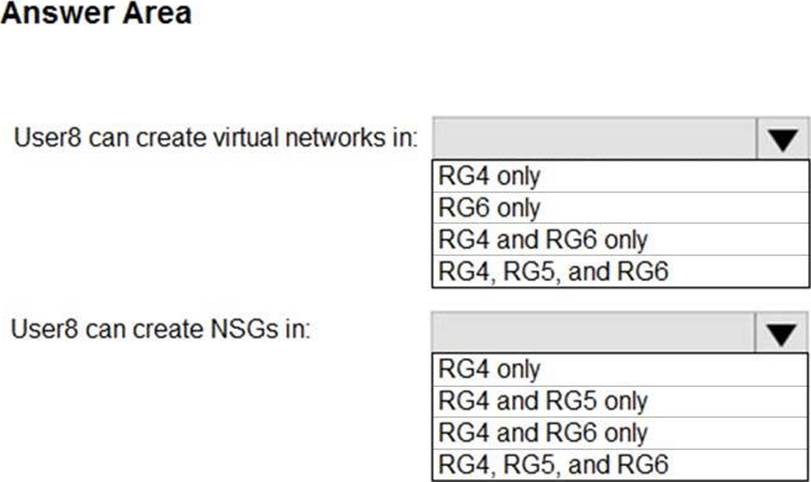 Answer Area
User8 can create virtual networks in:
RG4 only
RG6 only
RG4 and RG6 only
RG4, RG5, and RG6
User8 can create NSGs in:
RG4 only
RG4 and RG5 only
RG4 and RG6 only
RG4, RG5, and RG6